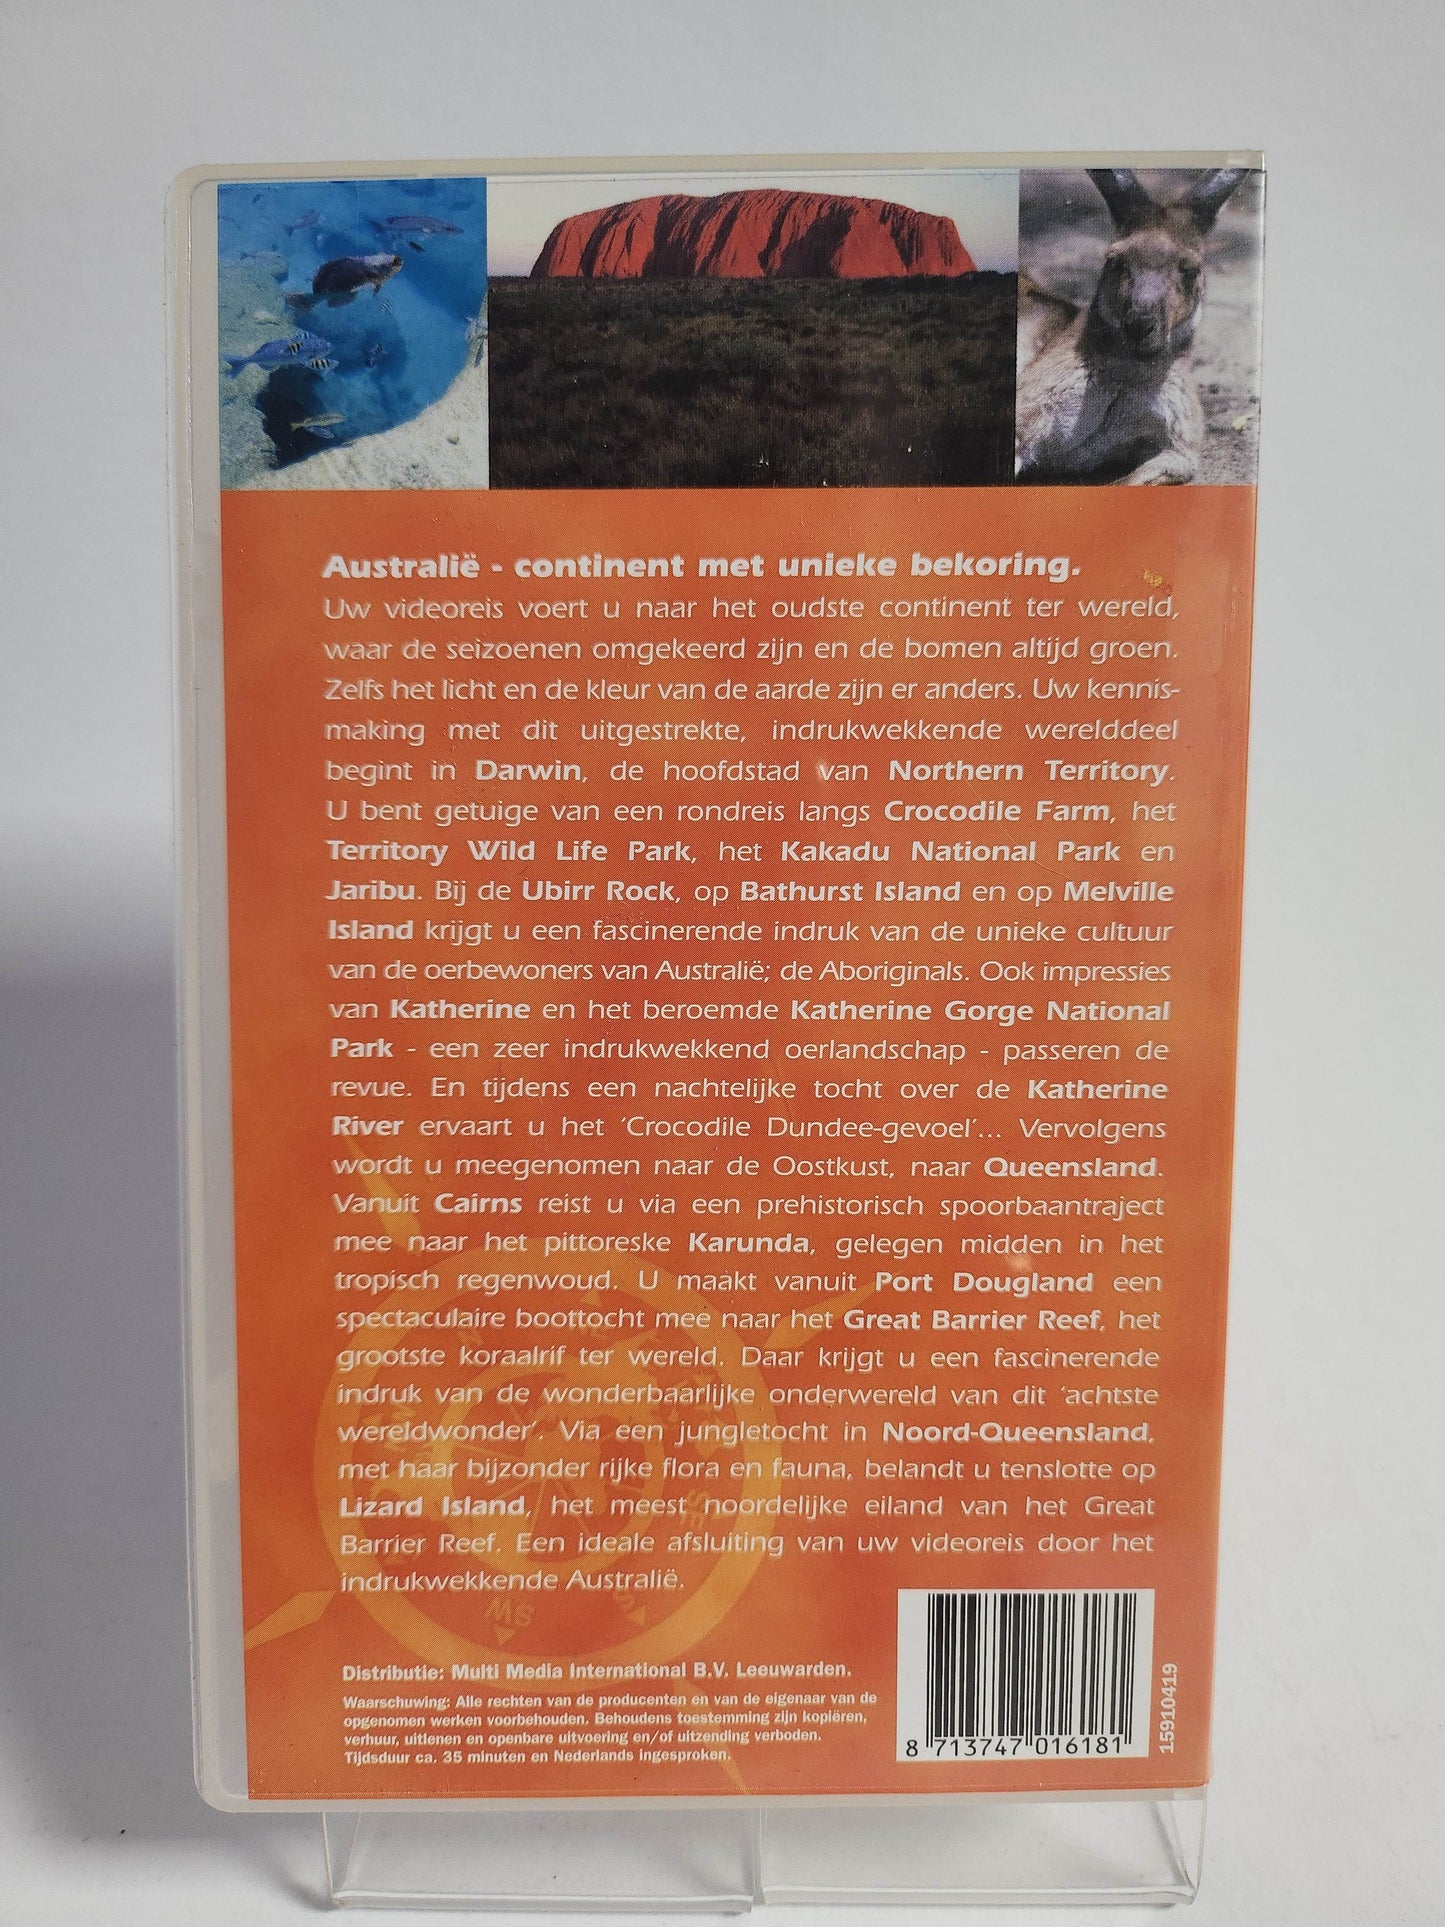 Australië - continent met unieke bekoring.
Uw videoreis voert u naar het oudste continent ter wereld,
waar de seizoenen omgekeerd zijn en de bomen altijd groen.
Zelfs het licht en de kleur van de aarde zijn er anders. Uw kennis-
making met dit uitgestrekte, indrukwekkende werelddeel
begint in Darwin, de hoofdstad van Northern Territory.
U bent getuige van een rondreis langs Crocodile Farm, het
Territory Wild Life Park, het Kakadu National Park en
Jaribu. Bij de Ubirr Rock, op Bathurst Island en op Melville
Island krijgt u een fascinerende indruk van de unieke cultuur
van de oerbewoners van Australië; de Aboriginals. Ook impressies
van Katherine en het beroemde Katherine Gorge National
Park - een zeer indrukwekkend oerlandschap - passeren de
revue. En tijdens een nachtelijke tocht over de Katherine
River ervaart u het ‘Crocodile Dundee-gevoel’... Vervolgens
wordt u meegenomen naar de Oostkust, naar Queensland.
Vanuit Cairns reist u via een prehistorisch spoorbaantraject
mee naar het pittoreske Karunda, gelegen midden in het
tropisch regenwoud. U maakt vanuit Port Dougland een
spectaculaire boottocht mee naar het Great Barrier Reef, het
grootste koraalrif ter wereld. Daar krijgt u een fascinerende
indruk van de wonderbaarlijke onderwereld van dit ‘achtste
wereldwonder’. Via een jungletocht in Noord-Queensland,
met haar bijzonder rijke flora en fauna, belandt u tenslotte op
Lizard Island, het meest noordelijke eiland van het Great
Barrier Reef. Een ideale afsluiting van uw videoreis door het
indrukwekkende Australië.
Distributie: Multi Media International B.V. Leeuwarden.
Waarschuwing: Alle rechten van de producenten en van de eigenaar van de
opgenomen werken voorbehouden. Behoudens toestemming zijn kopiëren,
verhuur, uitlenen en openbare uitvoering en/of uitzending verboden.
Tijdsduur ca. 35 minuten en Nederlands ingesproken.
8 713747 016181
15910419